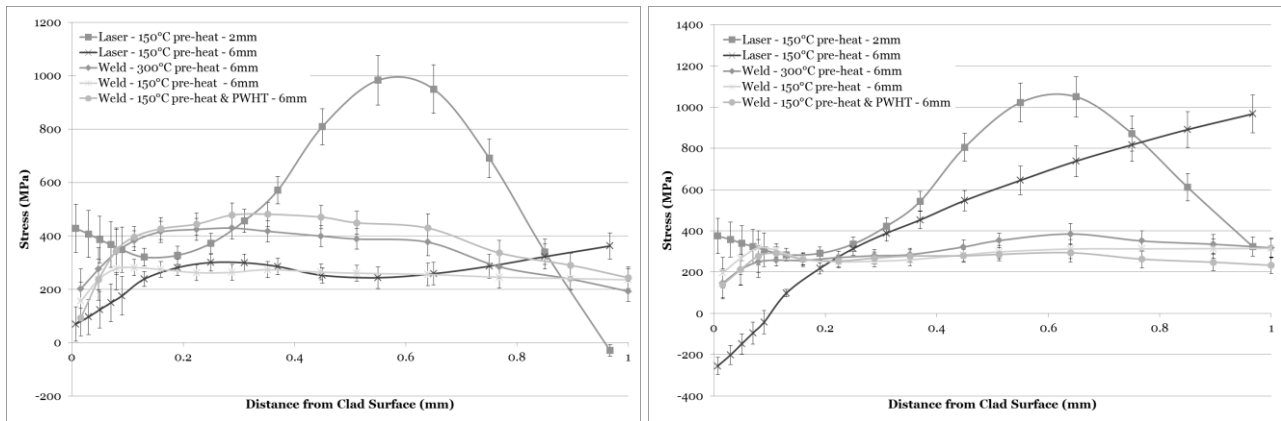 1200
1000
800
600
400
200
0
-200
Stress (MPa)
Laser - 150°C pre-heat - 2mm
Laser - 150°C pre-heat - 6mm
Weld - 300°C pre-heat - 6mm
Weld - 150°C pre-heat - 6mm
Weld - 150°C pre-heat & PWHT - 6mm
0 0.2 0.4 0.6 0.8 1
Distance from Clad Surface (mm)
1400
1200
1000
800
600
400
200
0
-200
-400
Stress (MPa)
Laser - 150°C pre-heat - 2mm
Laser - 150°C pre-heat - 6mm
Weld - 300°C pre-heat - 6mm
Weld - 150°C pre-heat - 6mm
Weld - 150°C pre-heat & PWHT - 6mm
0 0.2 0.4 0.6 0.8 1
Distance from Clad Surface (mm)